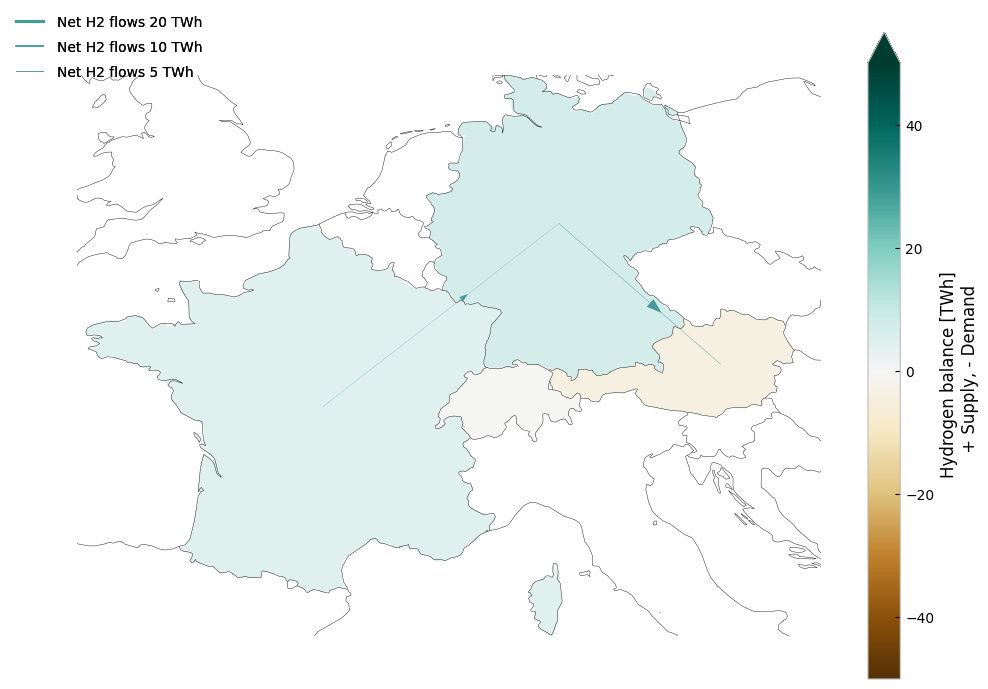 Net H2 flows 20 TWh
Net H2 flows 10 TWh
Net H2 flows 5 TWh
40
20
0
−20
−40
Hydrogen balance [TWh]
+ Supply, - Demand